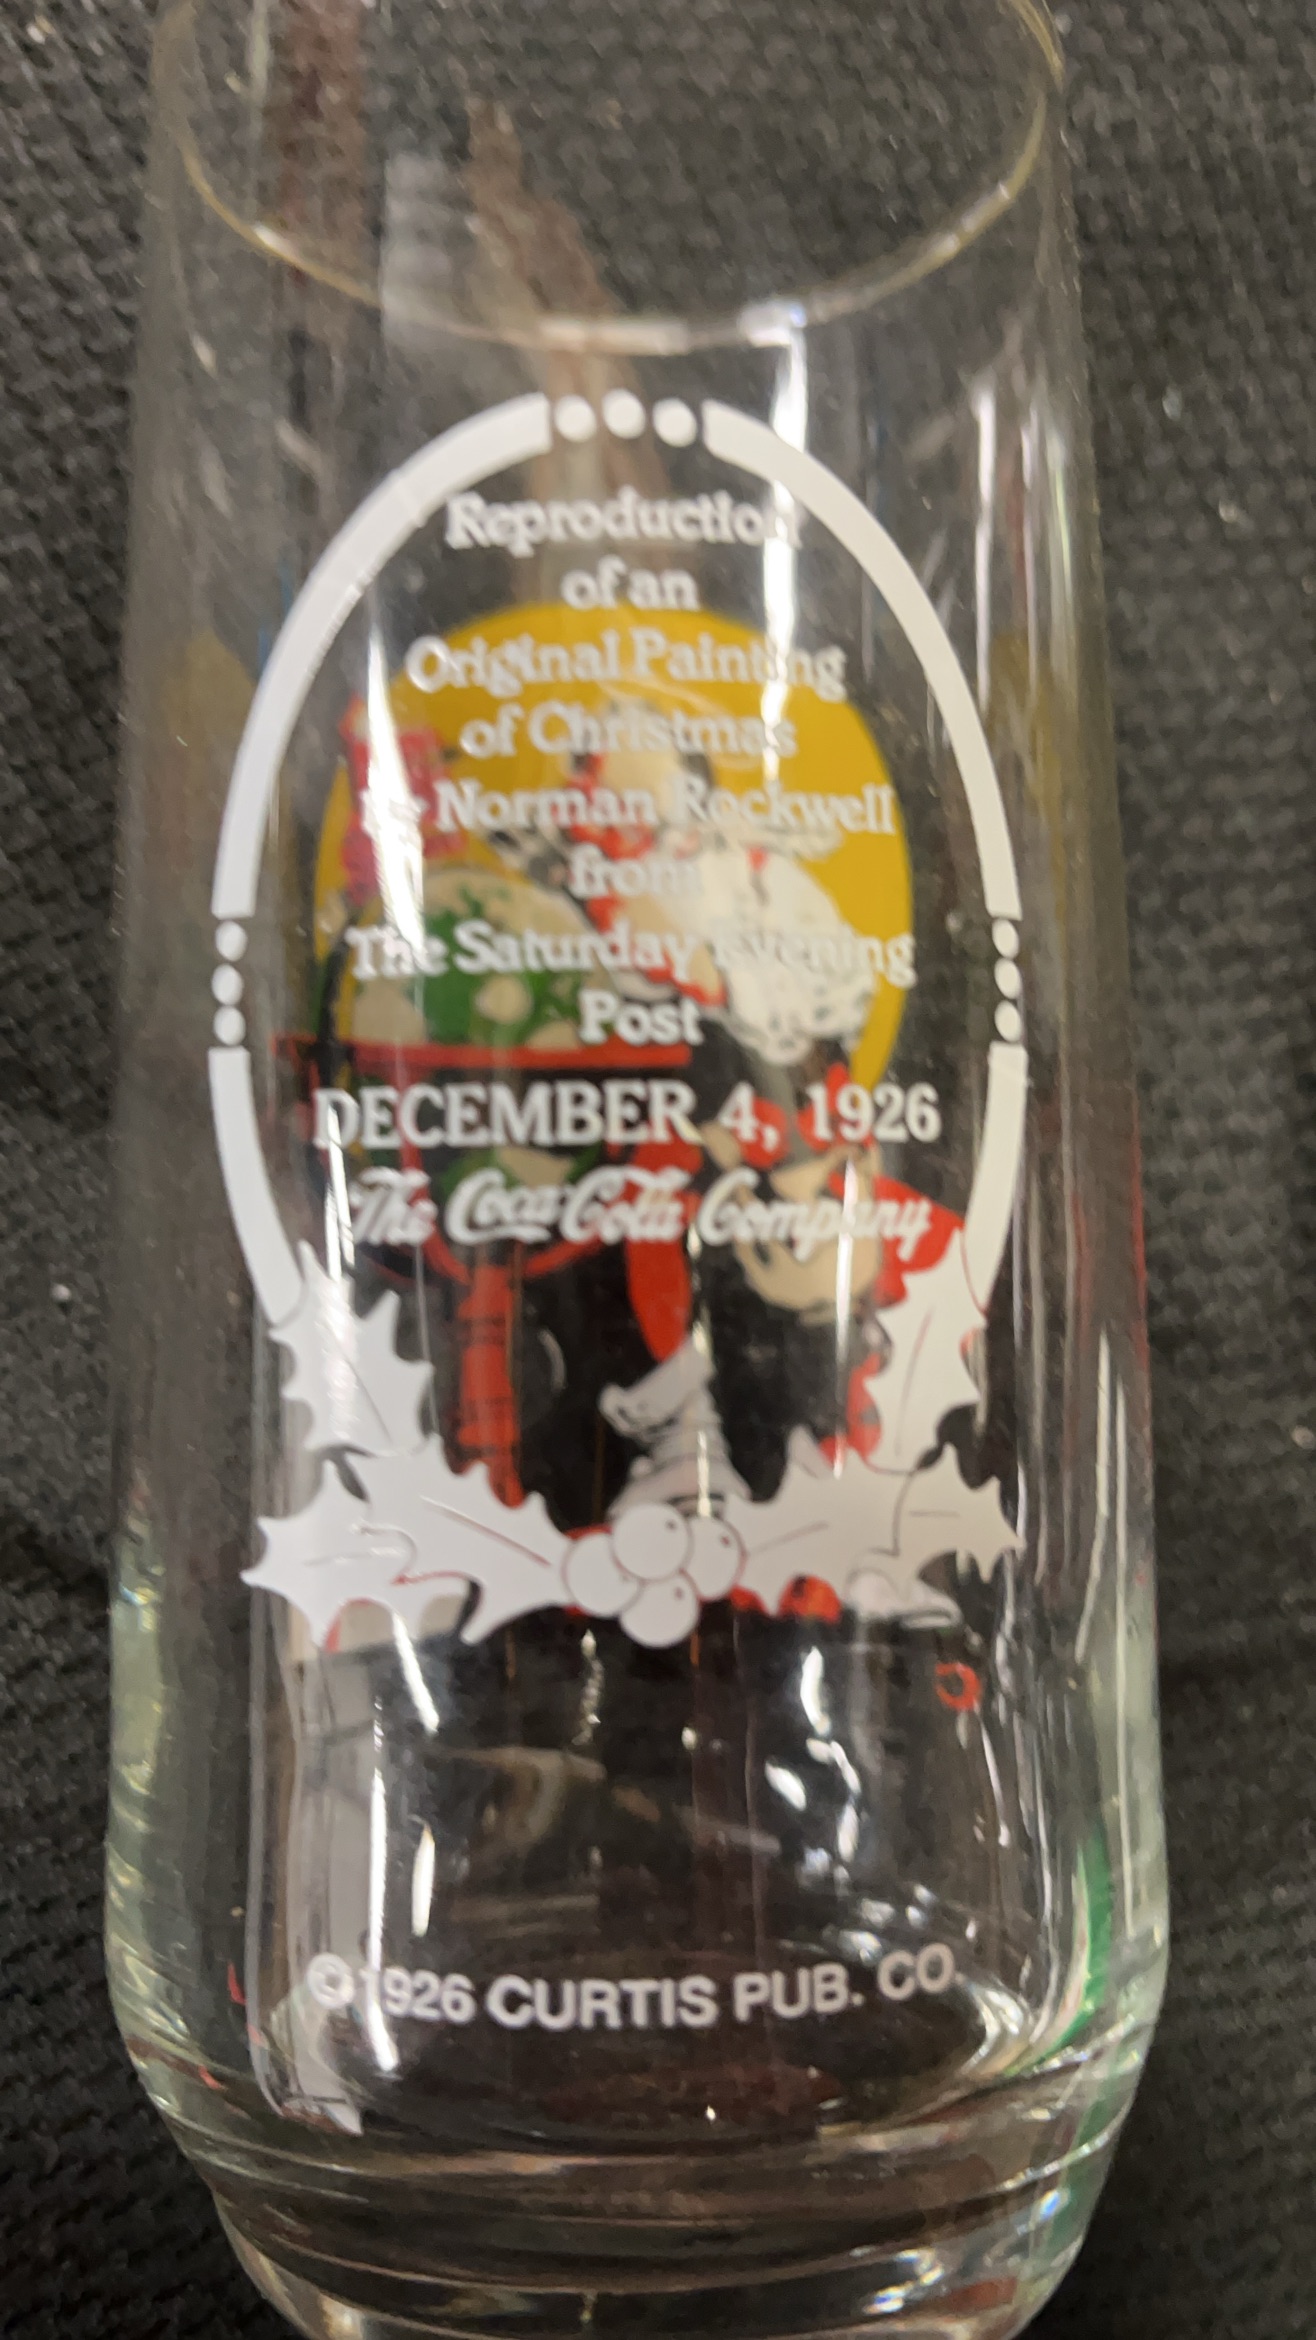 Reproduction
of an
Original Painting
of Christmas
by Norman Rockwell
from
The Saturday Evening
Post
DECEMBER 4, 1926
The Coca-Cola Company
© 1926 CURTIS PUB. CO.